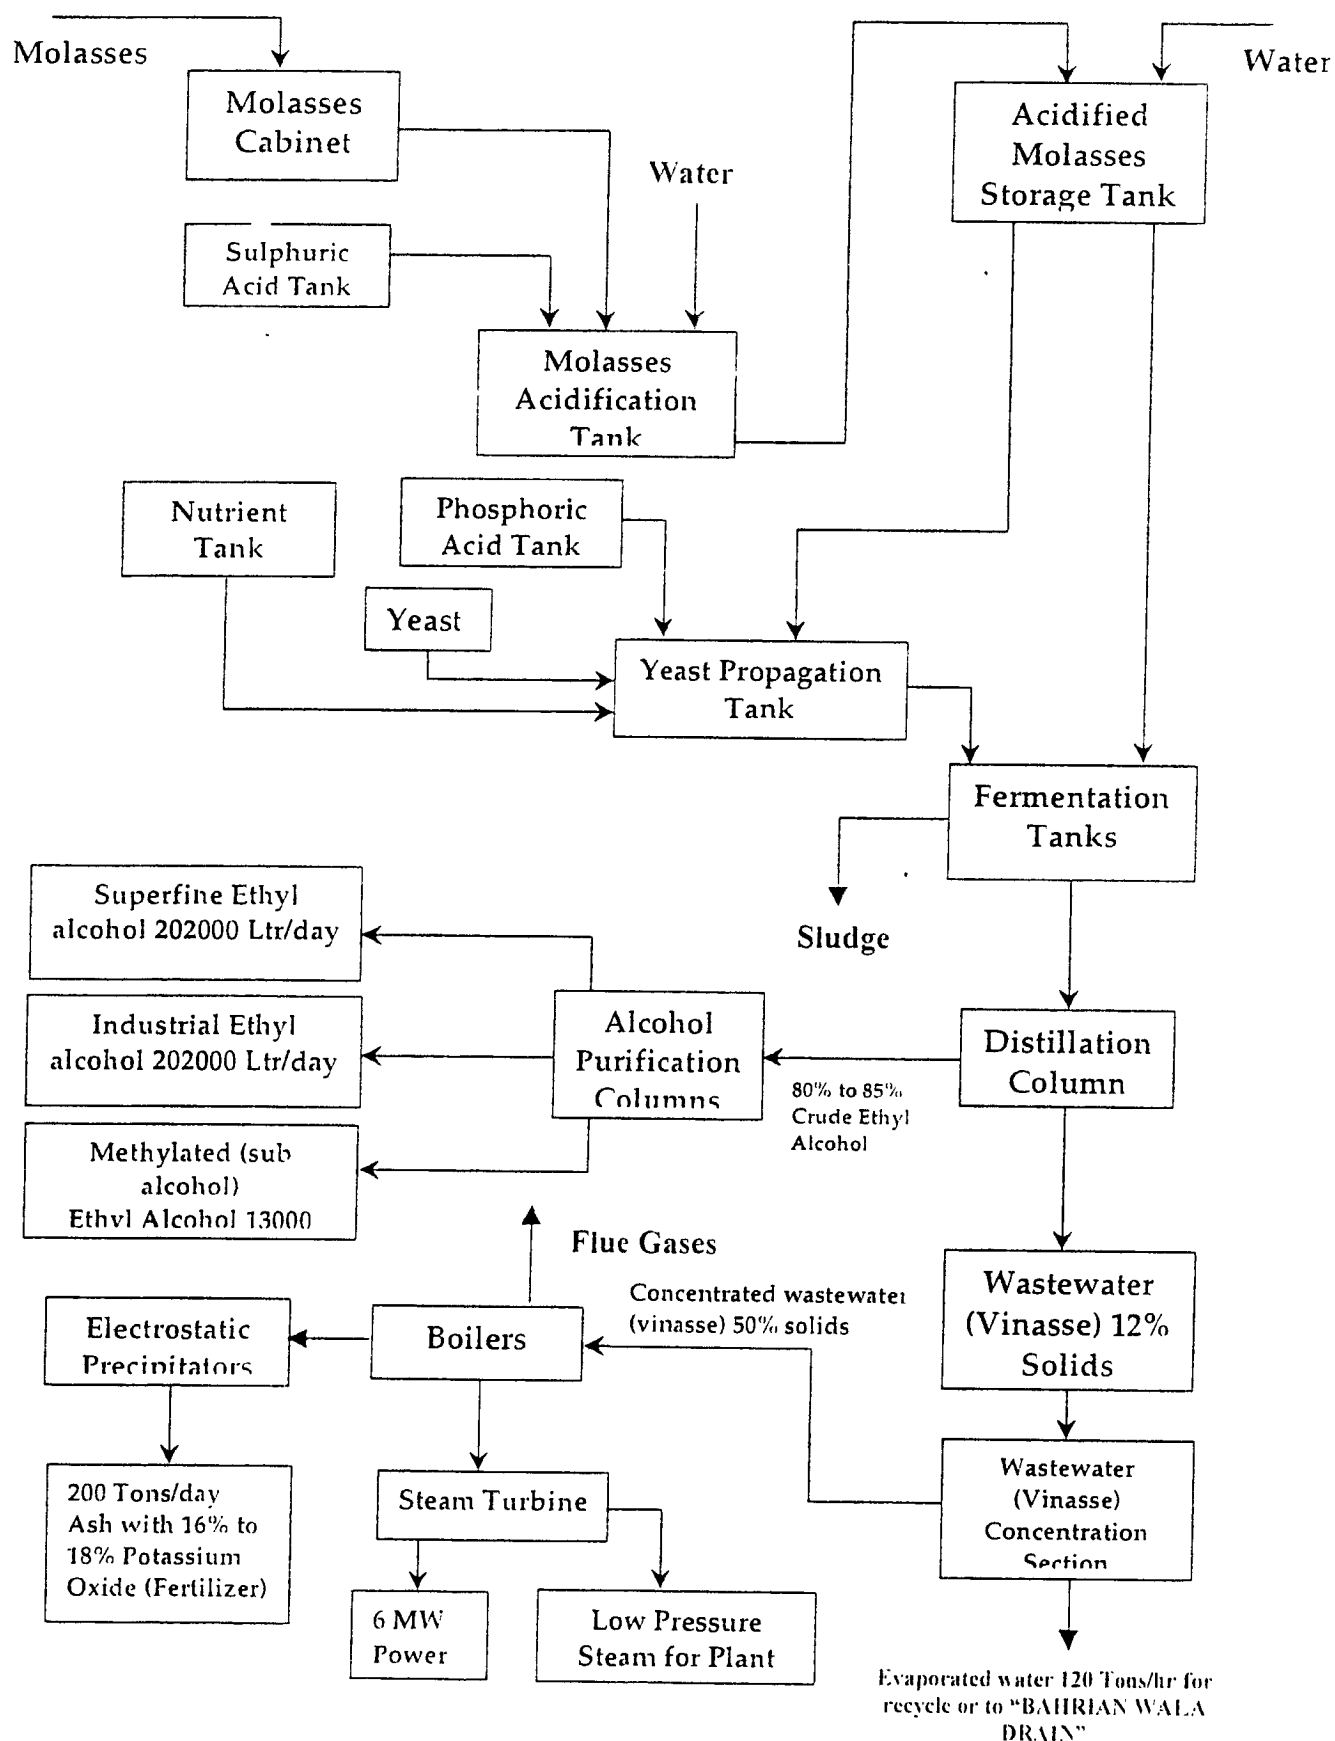 Molasses
Water
Molasses
Cabinet
Acidified
Molasses
Storage Tank
Water
Sulphuric
Acid Tank
Molasses
Acidification
Tank
Nutrient
Tank
Phosphoric
Acid Tank
Yeast
Yeast Propagation
Tank
Fermentation
Tanks
Sludge
Superfine Ethyl
alcohol 202000 Ltr/day
Industrial Ethyl
alcohol 202000 Ltr/day
Methylated (sub
alcohol)
Ethyl Alcohol 13000
Alcohol
Purification
Columns
80% to 85%
Crude Ethyl
Alcohol
Distillation
Column
Flue Gases
Concentrated wastewater
(vinasse) 50% solids
Wastewater
(Vinasse) 12%
Solids
Electrostatic
Precipitators
Boilers
Wastewater
(Vinasse)
Concentration
Section
200 Tons/day
Ash with 16% to
18% Potassium
Oxide (Fertilizer)
Steam Turbine
6 MW
Power
Low Pressure
Steam for Plant
Evaporated water 120 Tons/hr for
recycle or to "BAHRIAN WALA
DRAIN"